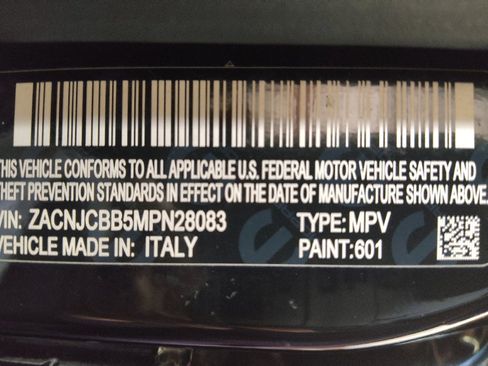 THIS VEHICLE CONFORMS TO ALL APPLICABLE U.S. FEDERAL MOTOR VEHICLE SAFETY AND
THEFT PREVENTION STANDARDS IN EFFECT ON THE DATE OF MANUFACTURE SHOWN ABOVE.
VIN: ZACNJCBB5MPN28083 TYPE: MPV
VEHICLE MADE IN: ITALY PAINT:601